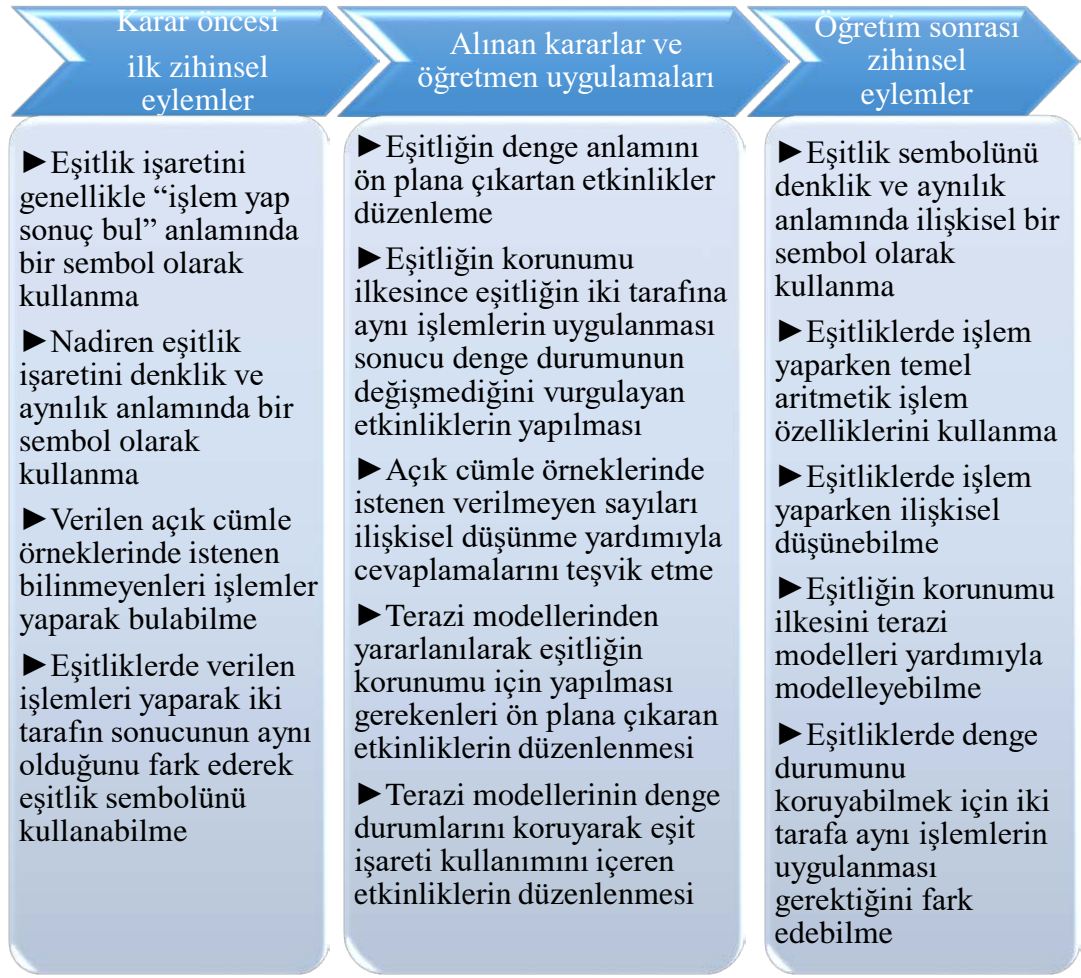 Karar öncesi
ilk zihinsel
eylemler
Alınan kararlar ve
öğretmen uygulamaları
Öğretim sonrası
zihinsel
eylemler
►Eşitlik işaretini
genellikle “işlem yap
sonuç bul” anlamında
bir sembol olarak
kullanma
►Nadiren eşitlik
işaretini denklik ve
aynılık anlamında bir
sembol olarak
kullanma
►Verilen açık cümle
örneklerinde istenen
bilinmeyenleri işlemler
yaparak bulabilme
►Eşitliklerde verilen
işlemleri yaparak iki
tarafın sonucunun aynı
olduğunu fark ederek
eşitlik sembolünü
kullanabilme
►Eşitliğin denge anlamını
ön plana çıkartan etkinlikler
düzenleme
►Eşitliğin korunumu
ilkesince eşitliğin iki tarafına
aynı işlemlerin uygulanması
sonucu denge durumunun
değişmediğini vurgulayan
etkinliklerin yapılması
►Açık cümle örneklerinde
istenen verilmeyen sayıları
ilişkisel düşünme yardımıyla
cevaplamalarını teşvik etme
►Terazi modellerinden
yararlanılarak eşitliğin
korunumu için yapılması
gerekenleri ön plana çıkaran
etkinliklerin düzenlenmesi
►Terazi modellerinin denge
durumlarını koruyarak eşit
işareti kullanımını içeren
etkinliklerin düzenlenmesi
►Eşitlik sembolünü
denklik ve aynılık
anlamında ilişkisel bir
sembol olarak
kullanma
►Eşitliklerde işlem
yaparken temel
aritmetik işlem
özelliklerini kullanma
►Eşitliklerde işlem
yaparken ilişkisel
düşünebilme
►Eşitliğin korunumu
ilkesini terazi
modelleri yardımıyla
modelleyebilme
►Eşitliklerde denge
durumunu
koruyabilmek için iki
tarafa aynı işlemlerin
uygulanması
gerektiğini fark
edebilme